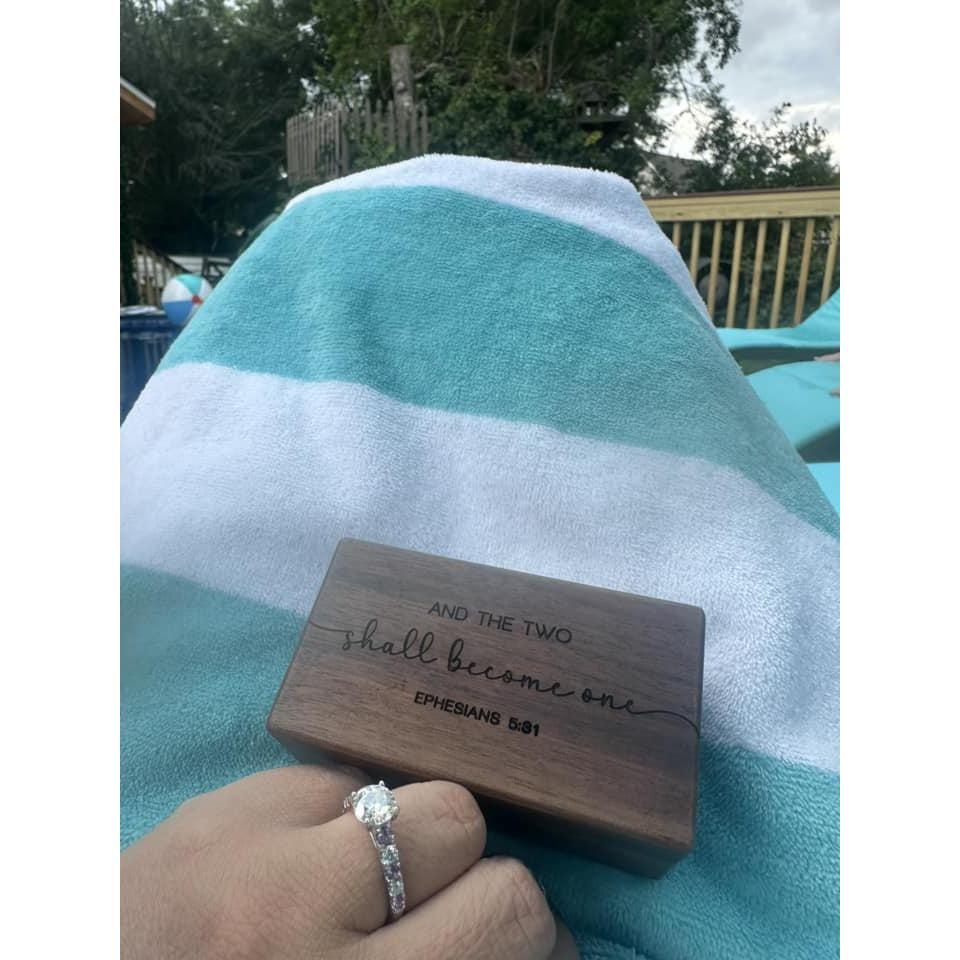 AND THE TWO
shall become one
EPHESIANS 5:31